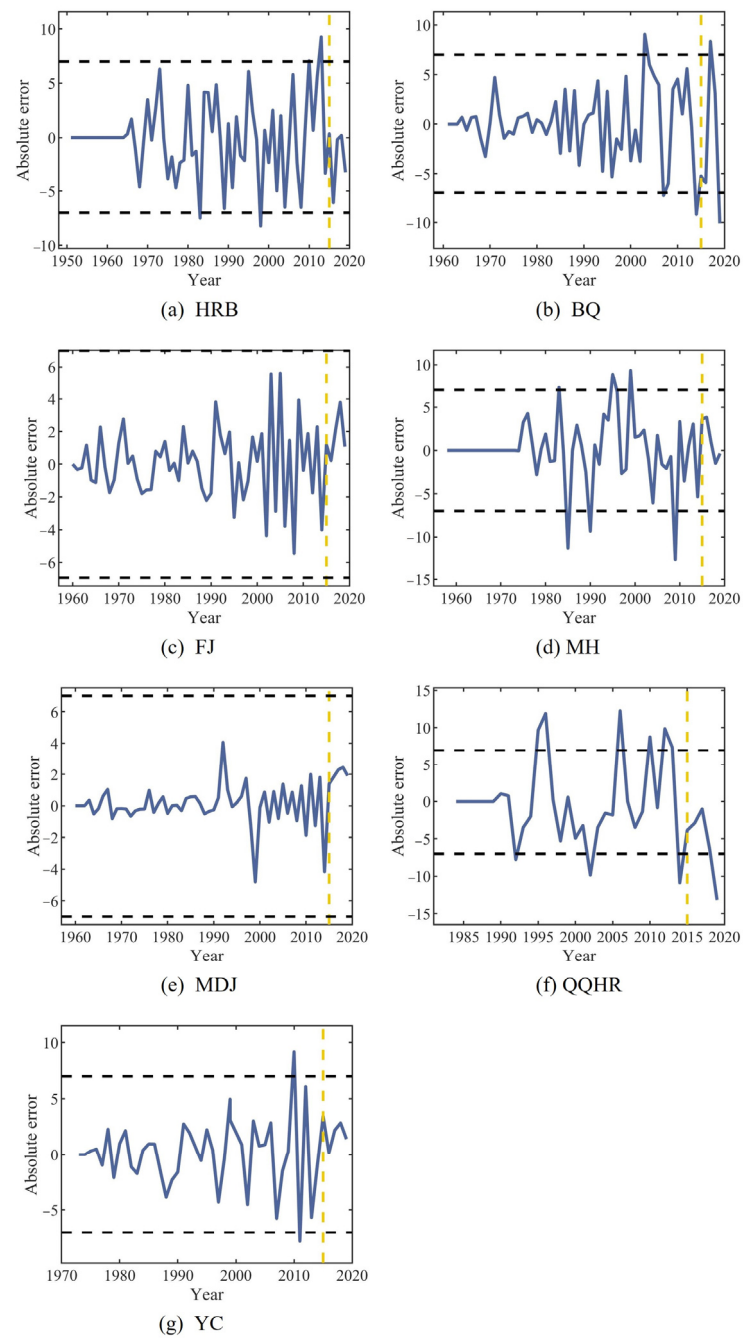 10
5
0
−5
−10
Absolute error
1950 1960 1970 1980 1990 2000 2010 2020
Year
(a) HRB
10
5
0
−5
−10
Absolute error
1960 1970 1980 1990 2000 2010 2020
Year
(b) BQ
6
4
2
0
−2
−4
−6
Absolute error
1960 1970 1980 1990 2000 2010 2020
Year
(c) FJ
10
5
0
−5
−10
−15
Absolute error
1960 1970 1980 1990 2000 2010 2020
Year
(d) MH
6
4
2
0
−2
−4
−6
Absolute error
1960 1970 1980 1990 2000 2010 2020
Year
(e) MDJ
15
10
5
0
−5
−10
−15
Absolute error
1985 1990 1995 2000 2005 2010 2015 2020
Year
(f) QQHR
10
5
0
−5
Absolute error
1970 1980 1990 2000 2010 2020
Year
(g) YC